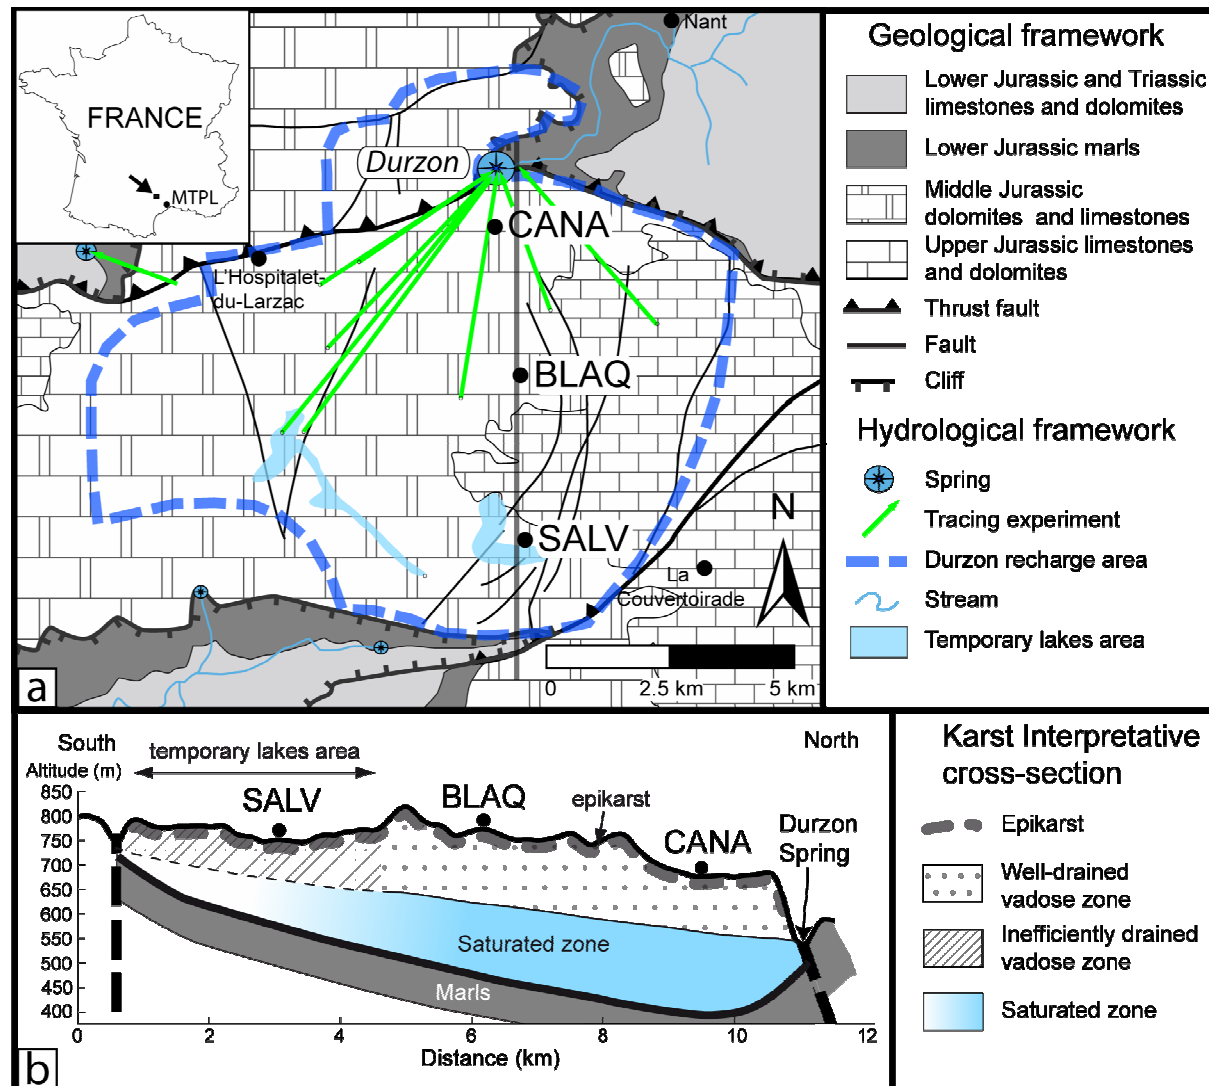 FRANCE
MTPL
Nant
Durzon
CANA
L'Hospitalet-
du-Larzac
BLAQ
SALV
N
La
Couvertoirade
N
0 2.5 km 5 km
a
Geological framework
Lower Jurassic and Triassic
limestones and dolomites
Lower Jurassic marls
Middle Jurassic
dolomites and limestones
Upper Jurassic limestones
and dolomites
Thrust fault
Fault
Cliff
Hydrological framework
Spring
Tracing experiment
Durzon recharge area
Stream
Temporary lakes area
South
North
Altitude (m)
temporary lakes area
850
800
750
700
650
600
550
500
450
400
SALV
BLAQ
epikarst
CANA
Durzon
Spring
Saturated zone
Marls
0 2 4 6 8 10 12
Distance (km)
b
Karst Interpretative
cross-section
Epikarst
Well-drained
vadose zone
Inefficiently drained
vadose zone
Saturated zone